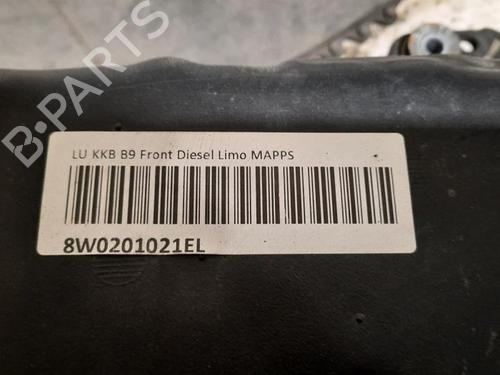 B-PARTS
LU KKB B9 Front Diesel Limo MAPPS
8W0201021EL